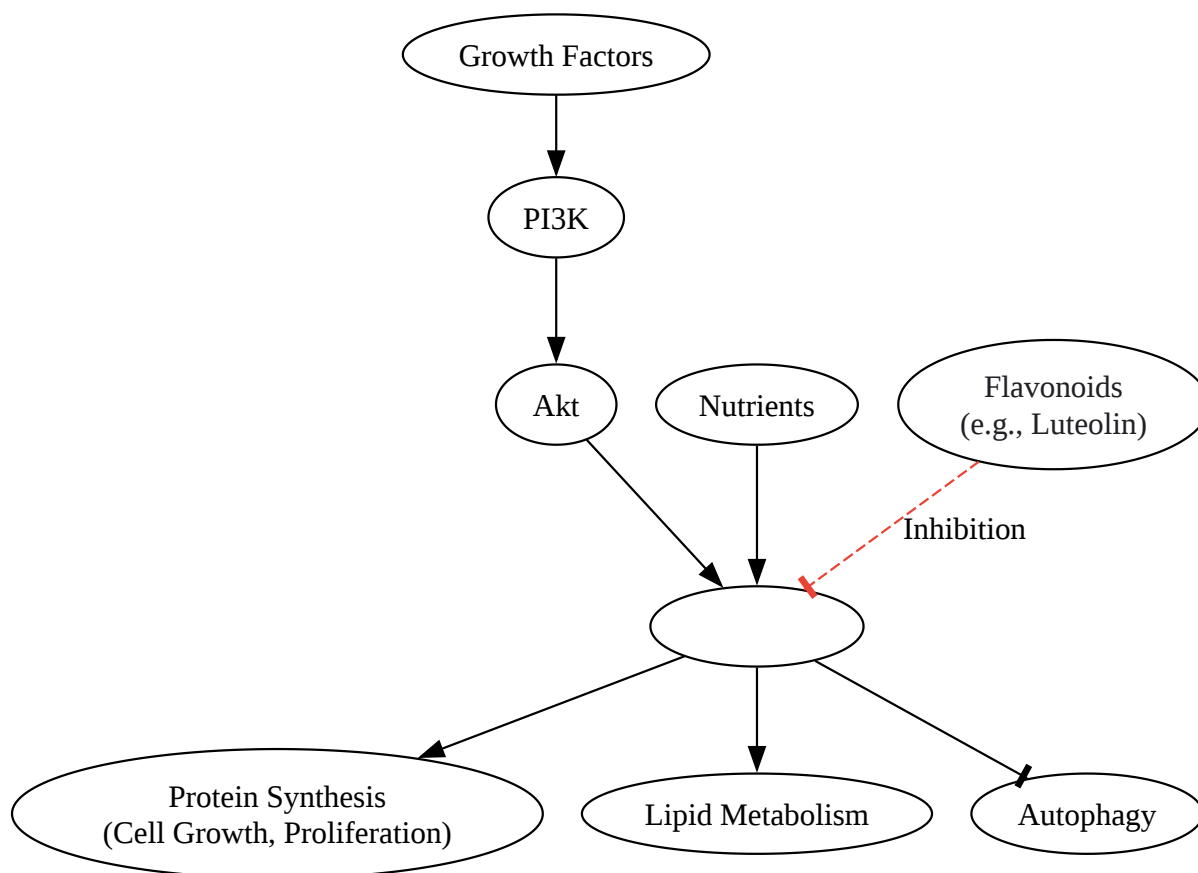 Growth Factors
PI3K
Akt
Nutrients
Flavonoids
(e.g., Luteolin)
Inhibition
Protein Synthesis
(Cell Growth, Proliferation)
Lipid Metabolism
Autophagy